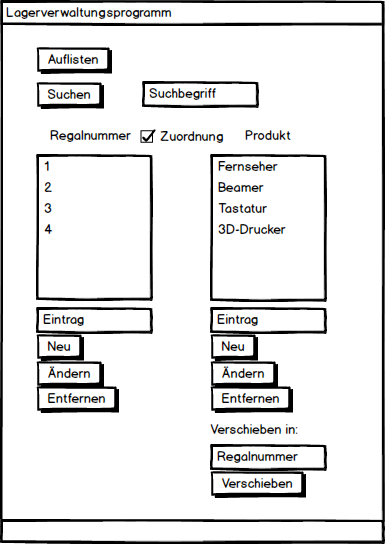 Lagerverwaltungsprogramm
Auflisten
Suchen
Suchbegriff
Regalnummer
Zuordnung
Produkt
1
2
3
4
Fernseher
Beamer
Tastatur
3D-Drucker
Eintrag
Neu
Ändern
Entfernen
Eintrag
Neu
Ändern
Entfernen
Verschieben in:
Regalnummer
Verschieben